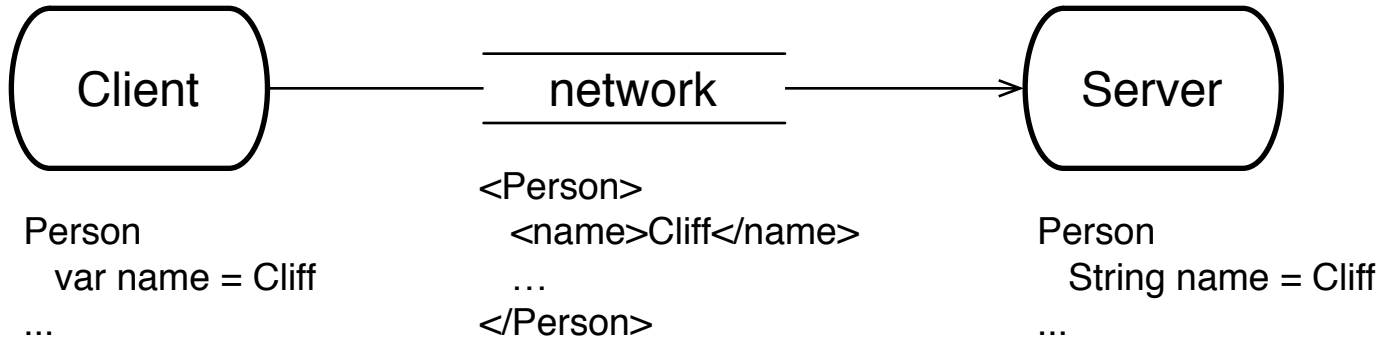 Client
network
Server
Person
var name = Cliff
...
<Person>
<name>Cliff</name>
…
</Person>
Person
String name = Cliff
...